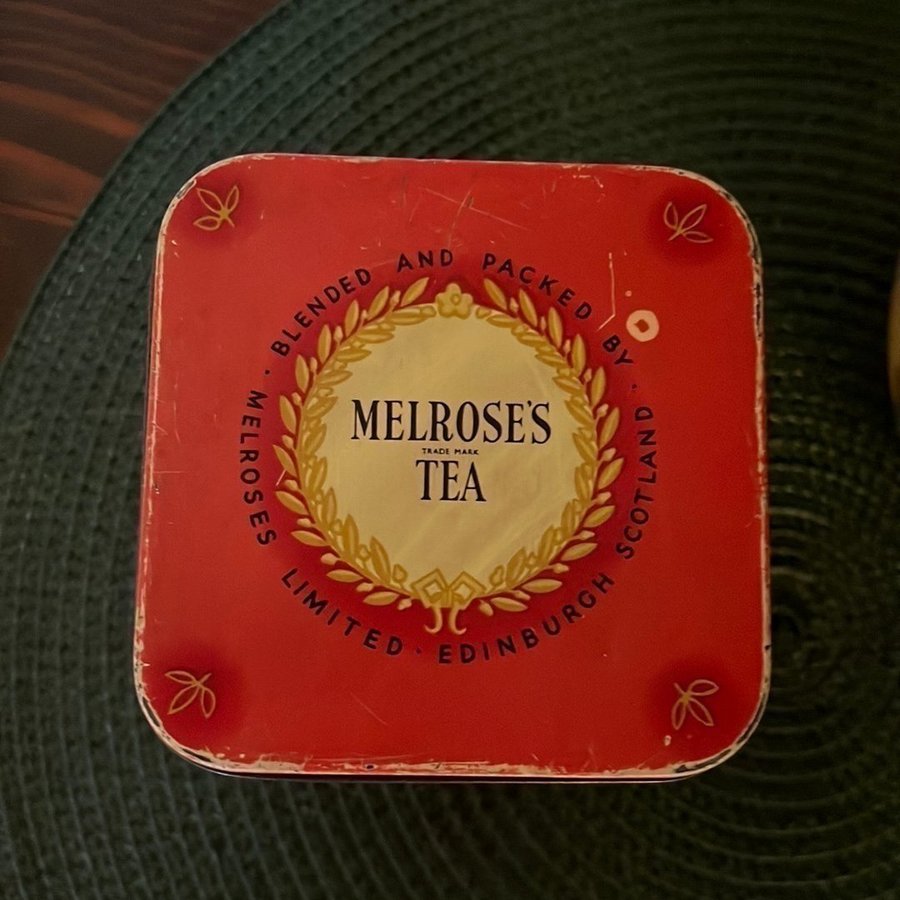 · BLENDED AND PACKED BY ·
MELROSE'S
TRADE MARK
TEA
MELROSES LIMITED · EDINBURGH SCOTLAND